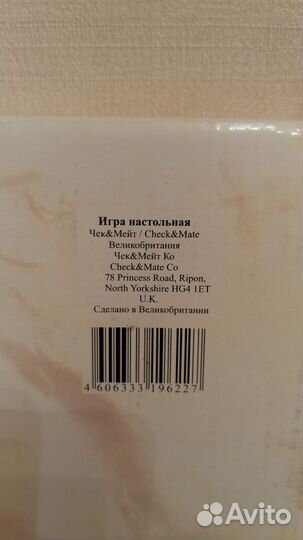 Игра настольная
Чек&Мейт / Check&Mate
Великобритания
Чек&Мейт Ко
Check&Mate Co
78 Princess Road, Ripon,
North Yorkshire HG4 1ET
U.K.
Сделано в Великобритании
4 606333 196227
Avito